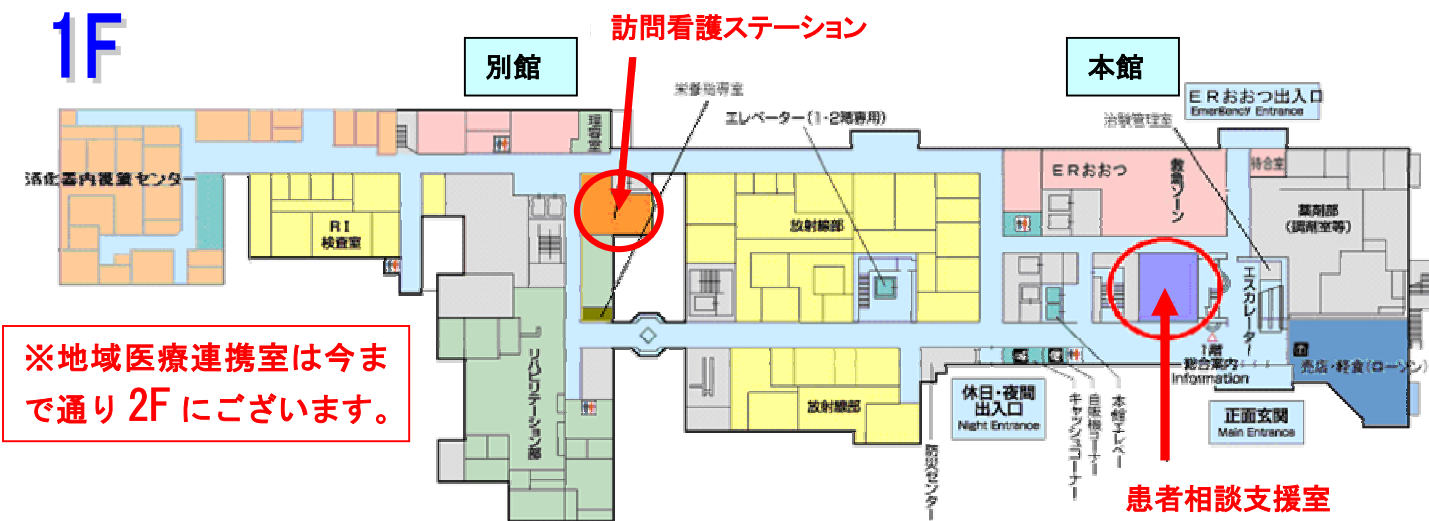 1F
訪問看護ステーション
別館
本館
栄養指導室
エレベーター(1・2階専用)
ERおおつ出入口
Emergency Entrance
治験管理室
理容室
消化器内視鏡センター
RI
検査室
放射線部
ERおおつ
救急ゾーン
待合室
薬剤部
(調剤室等)
エスカレーター
※地域医療連携室は今ま
で通り2Fにございます。
リハビリテーション部
放射線部
1階
総合案内
Information
売店・軽食(ローソン)
休日・夜間
出入口
Night Entrance
正面玄関
Main Entrance
防災センター
キャッシュコーナー
自販機コーナー
本館エレベー
患者相談支援室